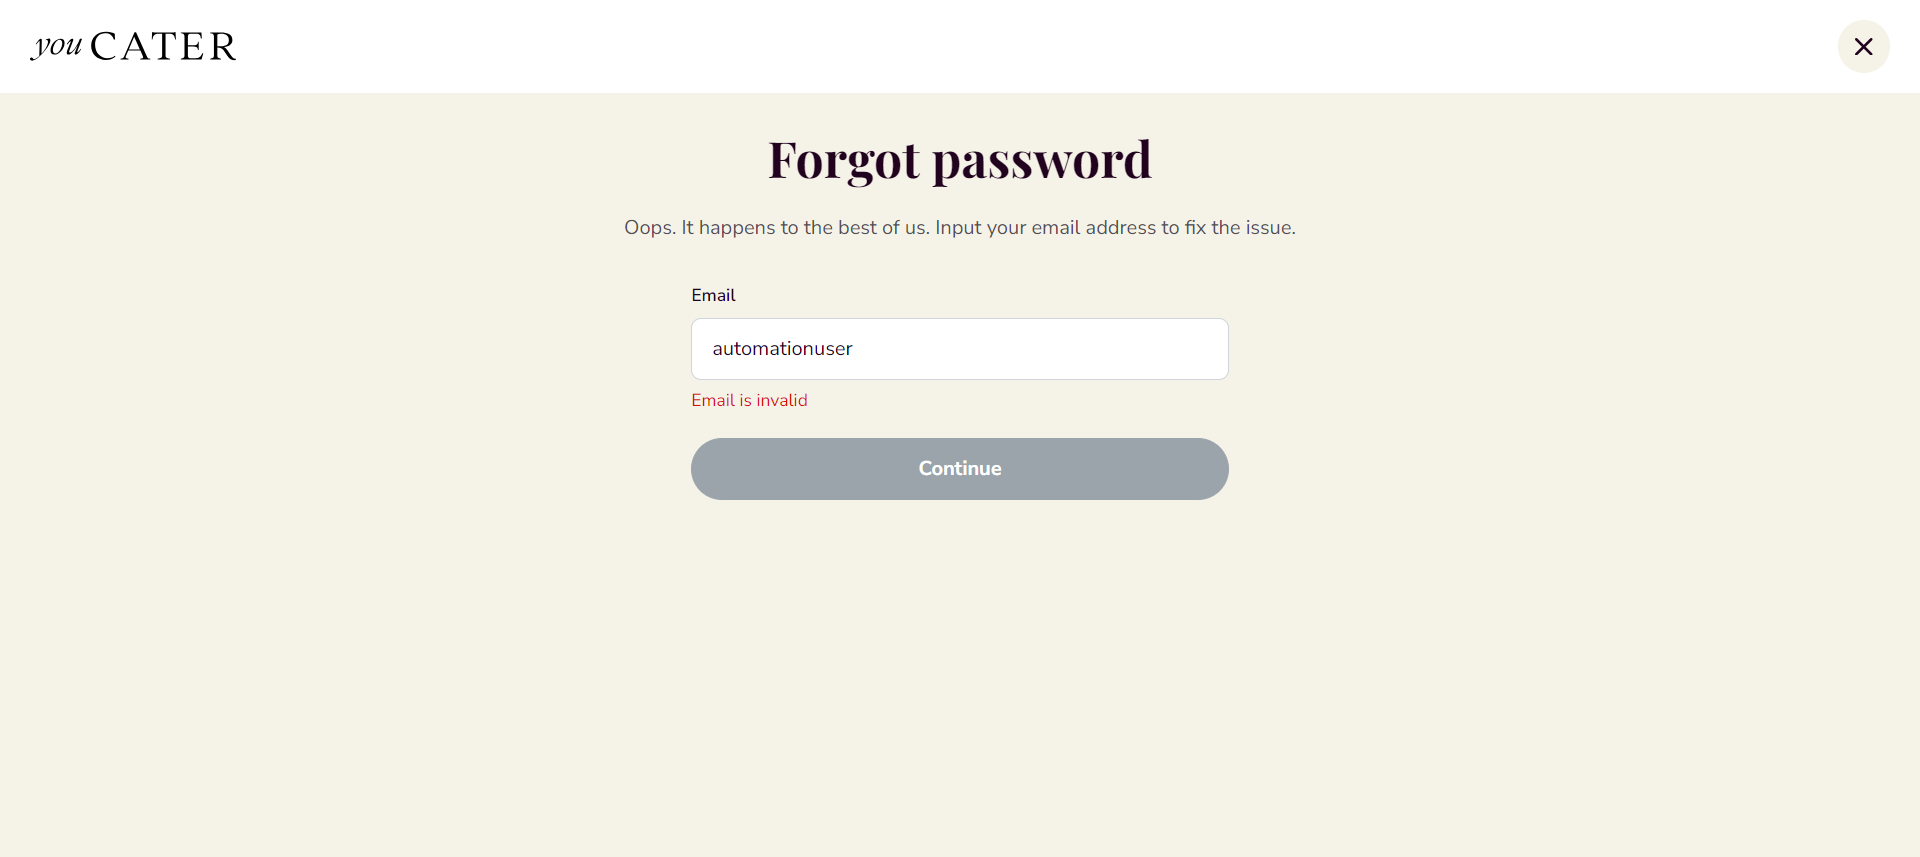 you CATER
Forgot password
Oops. It happens to the best of us. Input your email address to fix the issue.
Email
automationuser
Email is invalid
Continue